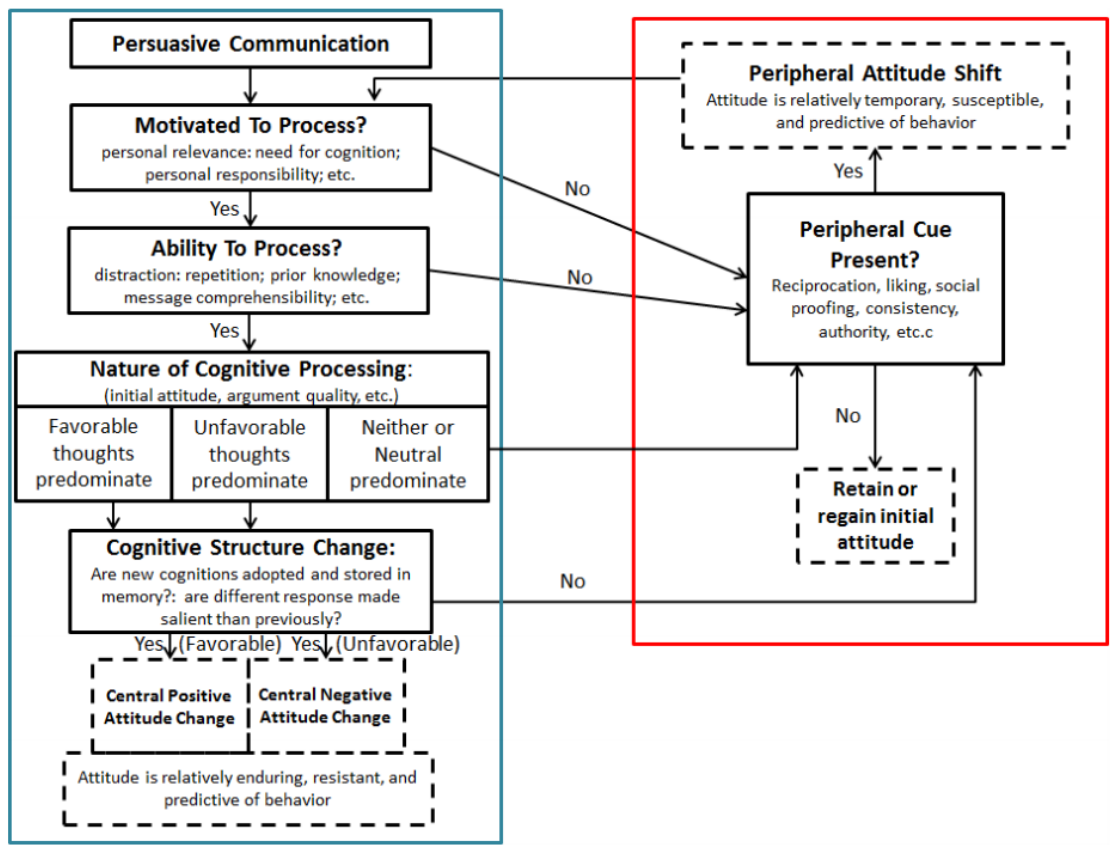 Persuasive Communication
Motivated To Process?
personal relevance: need for cognition;
personal responsibility; etc.
Yes
No
Ability To Process?
distraction: repetition; prior knowledge;
message comprehensibility; etc.
Yes
No
Nature of Cognitive Processing:
(initial attitude, argument quality, etc.)
Favorable
thoughts
predominate
Unfavorable
thoughts
predominate
Neither or
Neutral
predominate
Cognitive Structure Change:
Are new cognitions adopted and stored in
memory?: are different response made
salient than previously?
No
Yes (Favorable) Yes (Unfavorable)
Central Positive
Attitude Change
Central Negative
Attitude Change
Attitude is relatively enduring, resistant, and
predictive of behavior
Peripheral Attitude Shift
Attitude is relatively temporary, susceptible,
and predictive of behavior
Yes
Peripheral Cue
Present?
Reciprocation, liking, social
proofing, consistency,
authority, etc.c
No
Retain or
regain initial
attitude